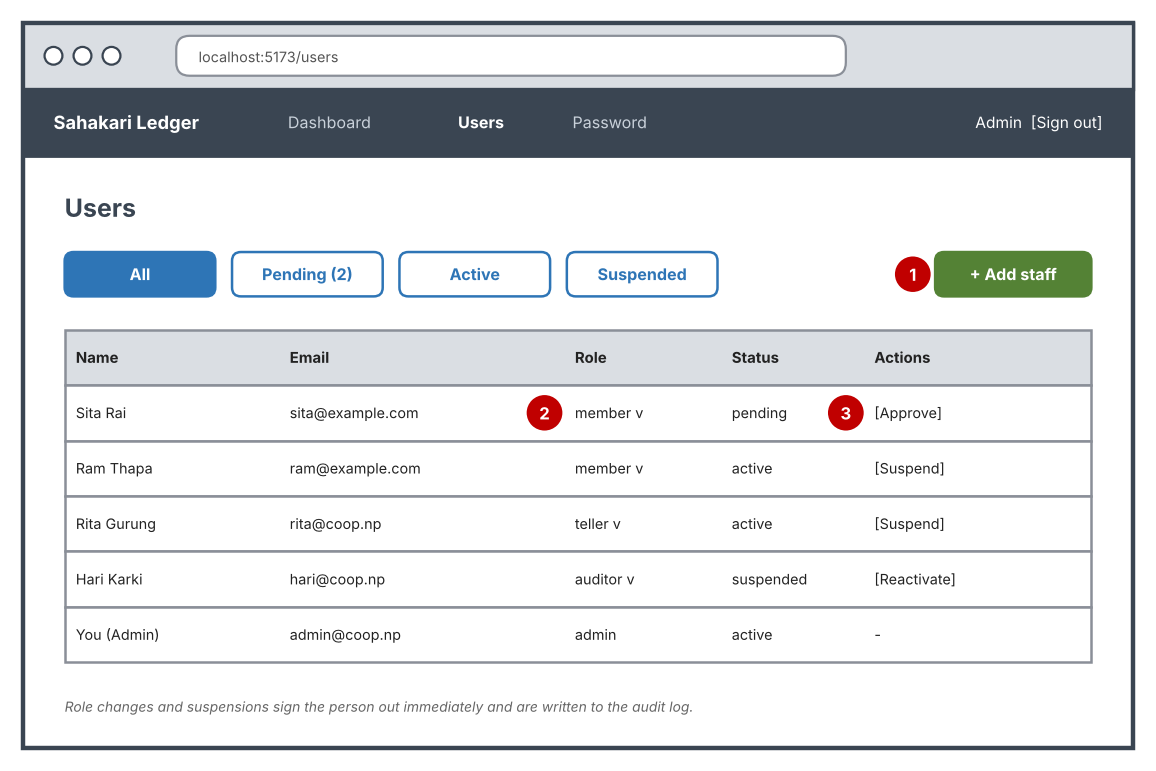 localhost:5173/users
Sahakari Ledger Dashboard Users Password Admin [Sign out]
Users
All Pending (2) Active Suspended 1 + Add staff
Name Email Role Status Actions
Sita Rai sita@example.com 2 member v pending 3 [Approve]
Ram Thapa ram@example.com member v active [Suspend]
Rita Gurung rita@coop.np teller v active [Suspend]
Hari Karki hari@coop.np auditor v suspended [Reactivate]
You (Admin) admin@coop.np admin active -
Role changes and suspensions sign the person out immediately and are written to the audit log.